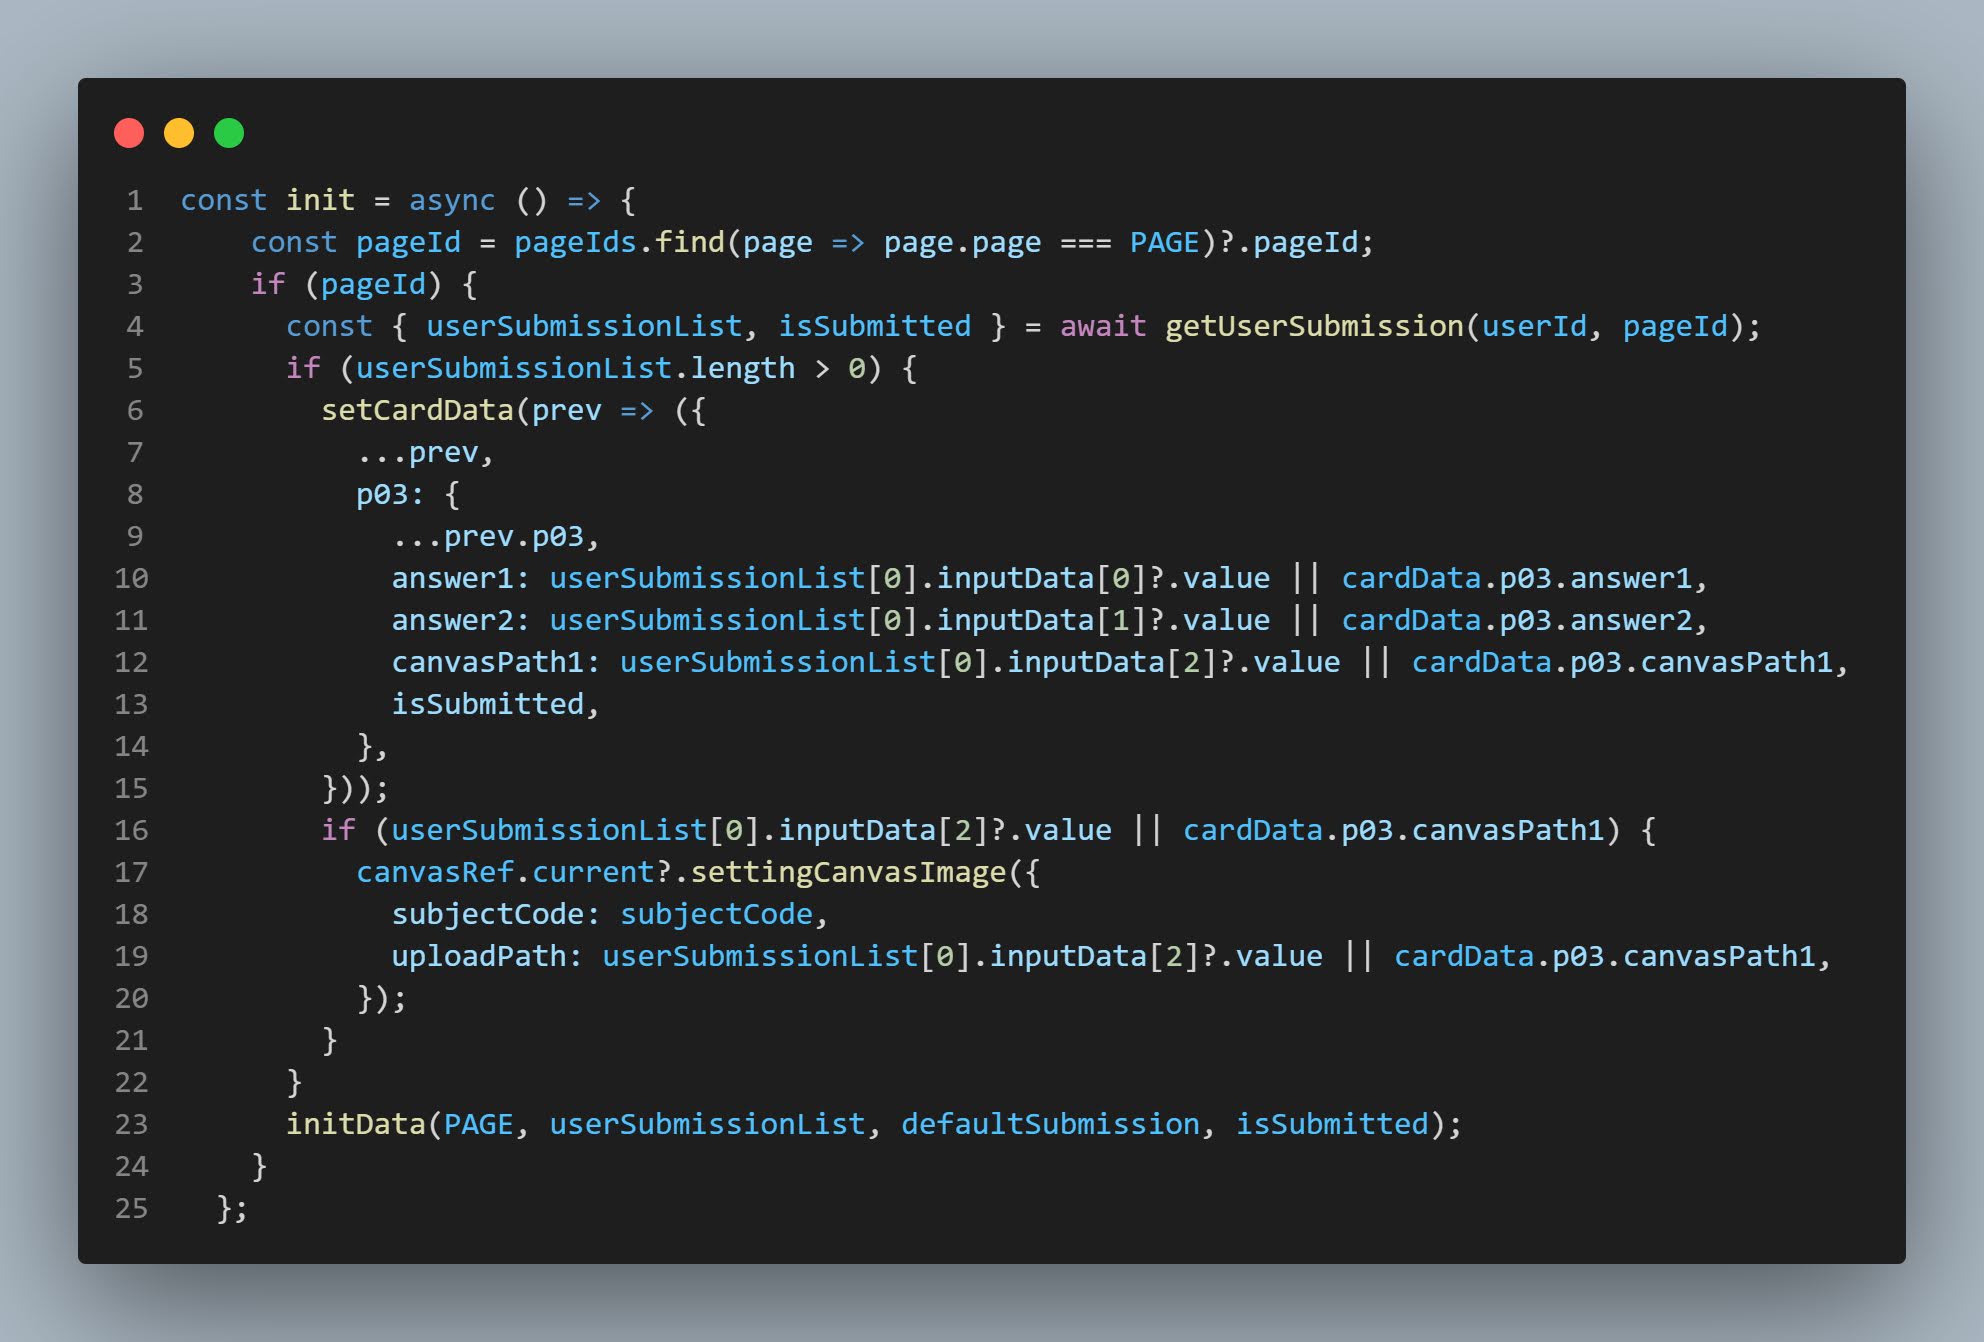 1 const init = async () => {
2 const pageId = pageIds.find(page => page.page === PAGE)?.pageId;
3 if (pageId) {
4 const { userSubmissionList, isSubmitted } = await getUserSubmission(userId, pageId);
5 if (userSubmissionList.length > 0) {
6 setCardData(prev => ({
7 ...prev,
8 p03: {
9 ...prev.p03,
10 answer1: userSubmissionList[0].inputData[0]?.value || cardData.p03.answer1,
11 answer2: userSubmissionList[0].inputData[1]?.value || cardData.p03.answer2,
12 canvasPath1: userSubmissionList[0].inputData[2]?.value || cardData.p03.canvasPath1,
13 isSubmitted,
14 },
15 }));
16 if (userSubmissionList[0].inputData[2]?.value || cardData.p03.canvasPath1) {
17 canvasRef.current?.settingCanvasImage({
18 subjectCode: subjectCode,
19 uploadPath: userSubmissionList[0].inputData[2]?.value || cardData.p03.canvasPath1,
20 });
21 }
22 }
23 initData(PAGE, userSubmissionList, defaultSubmission, isSubmitted);
24 }
25 };